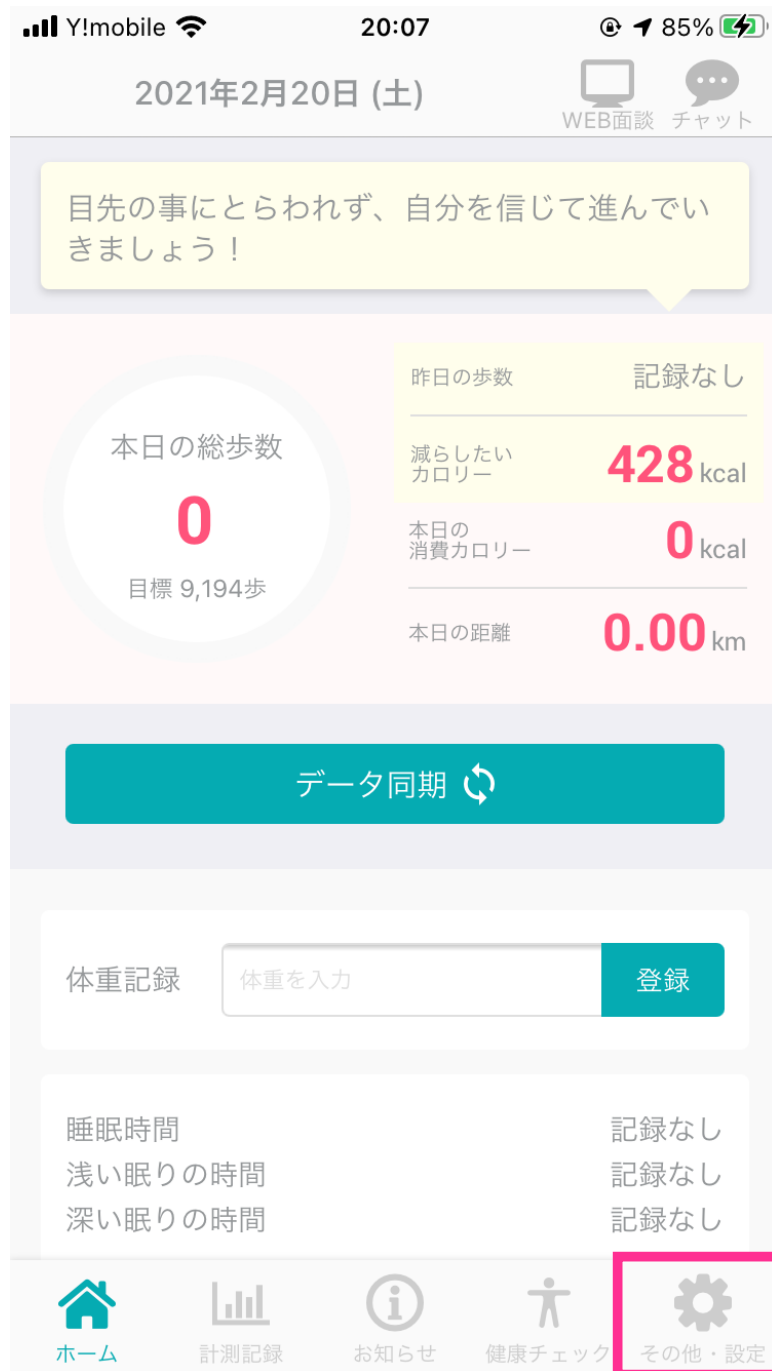 Y!mobile 20:07 85%
2021年2月20日 (土)
WEB面談 チャット
目先の事にとらわれず、自分を信じて進んでい
きましょう！
本日の総歩数
0
目標 9,194歩
昨日の歩数 記録なし
減らしたい
カロリー 428 kcal
本日の
消費カロリー 0 kcal
本日の距離 0.00 km
データ同期
体重記録 体重を入力 登録
睡眠時間 記録なし
浅い眠りの時間 記録なし
深い眠りの時間 記録なし
ホーム 計測記録 お知らせ 健康チェック その他・設定